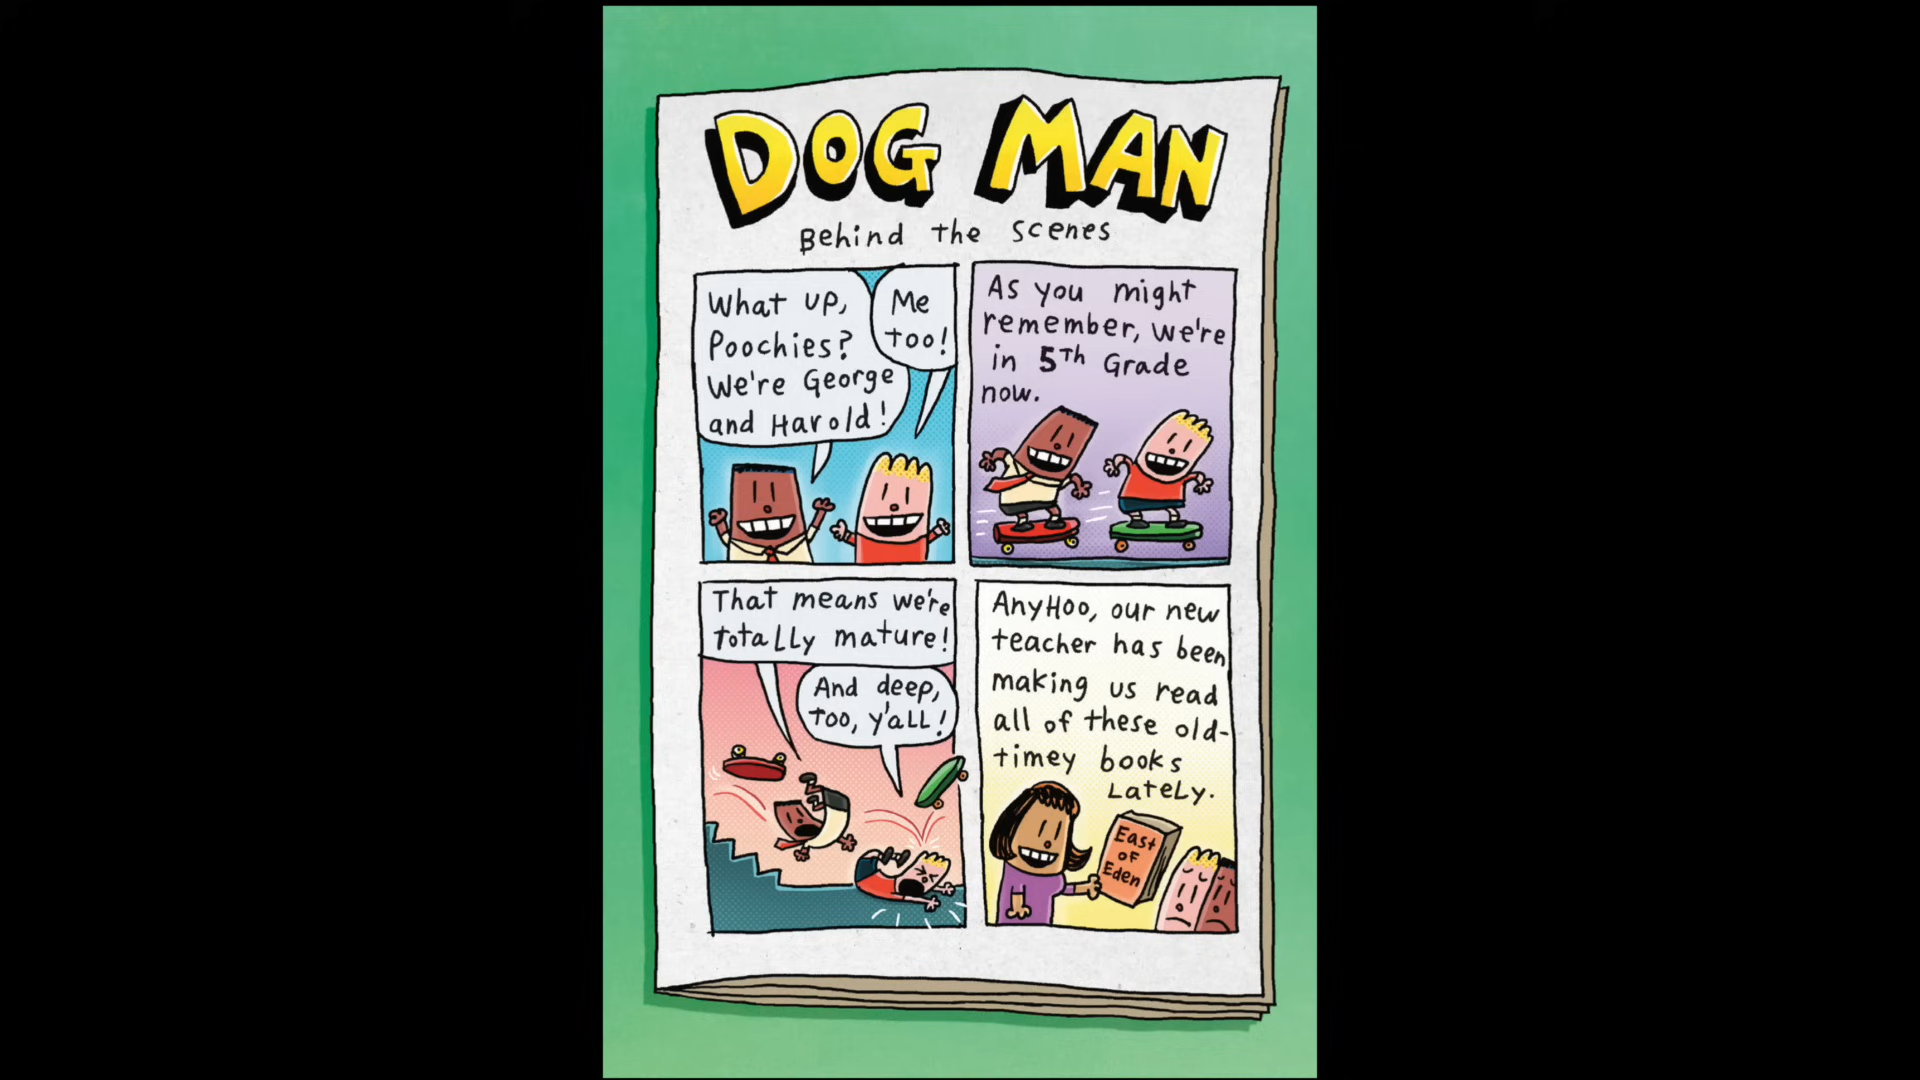 DOG MAN
Behind the scenes
What up,
Poochies?
We're George
and Harold!
Me
too!
As you might
remember, we're
in 5th Grade
now.
That means we're
totally mature!
And deep,
too, y'all!
AnyHoo, our new
teacher has been
making us read
all of these old-
timey books
Lately.
East
of
Eden